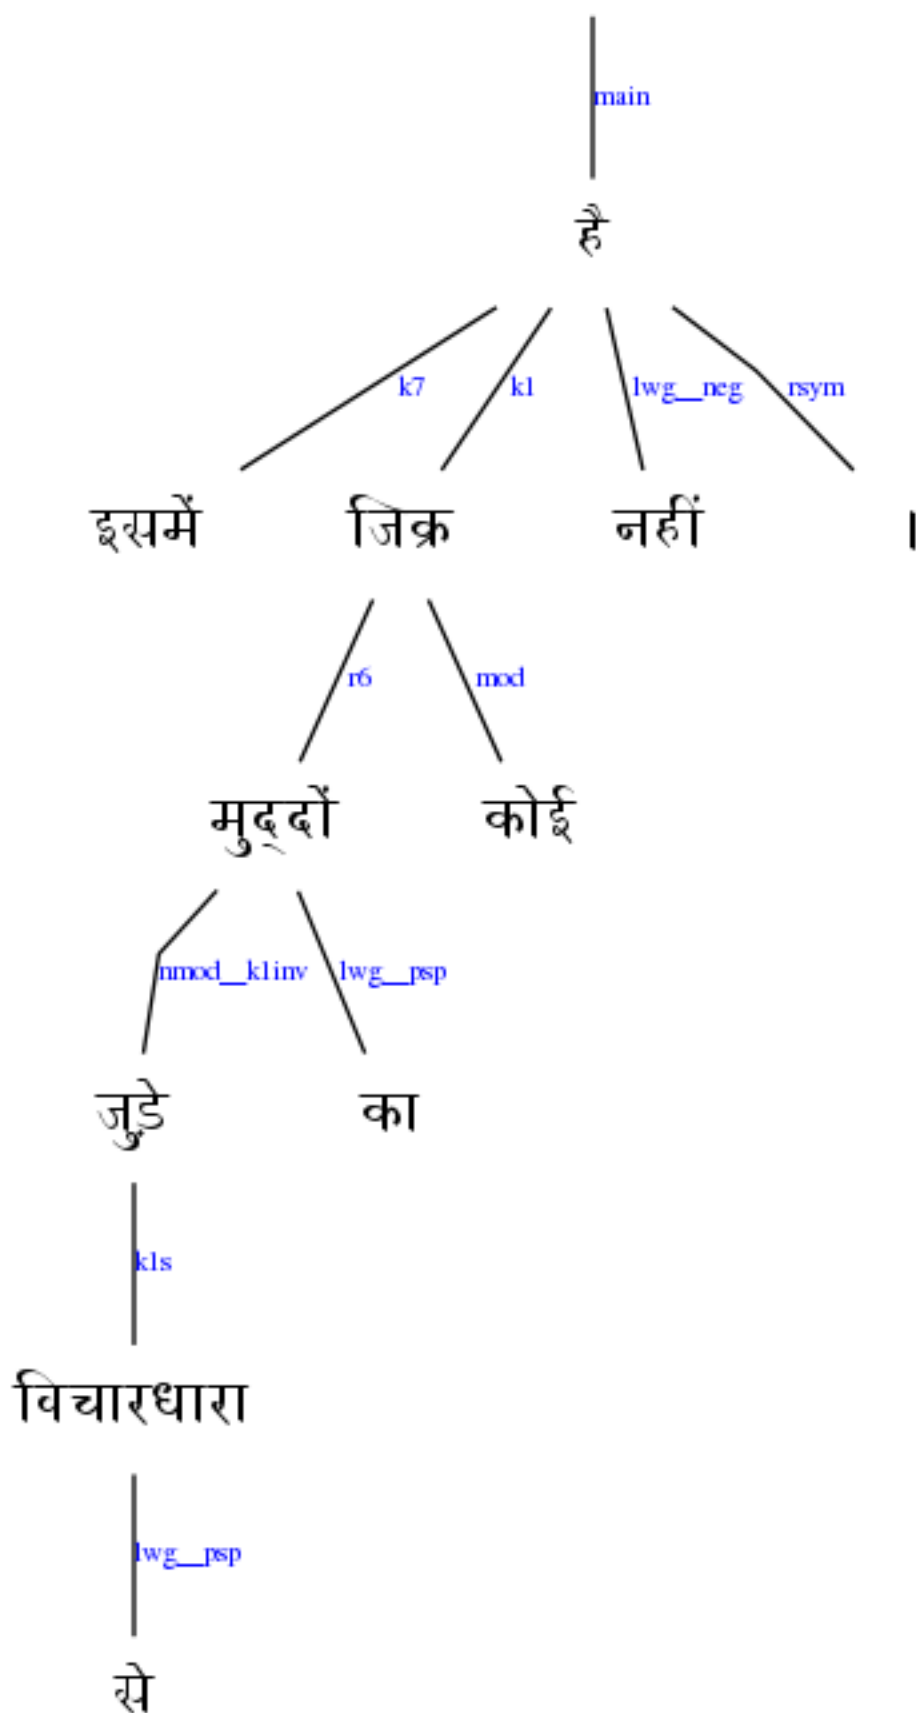 main
है
k7 k1 lwg__neg rsym
इसमें जिक्र नहीं ।
r6 mod
मुद्दों कोई
nmod__k1inv lwg__psp
जुड़े का
k1s
विचारधारा
lwg__psp
से